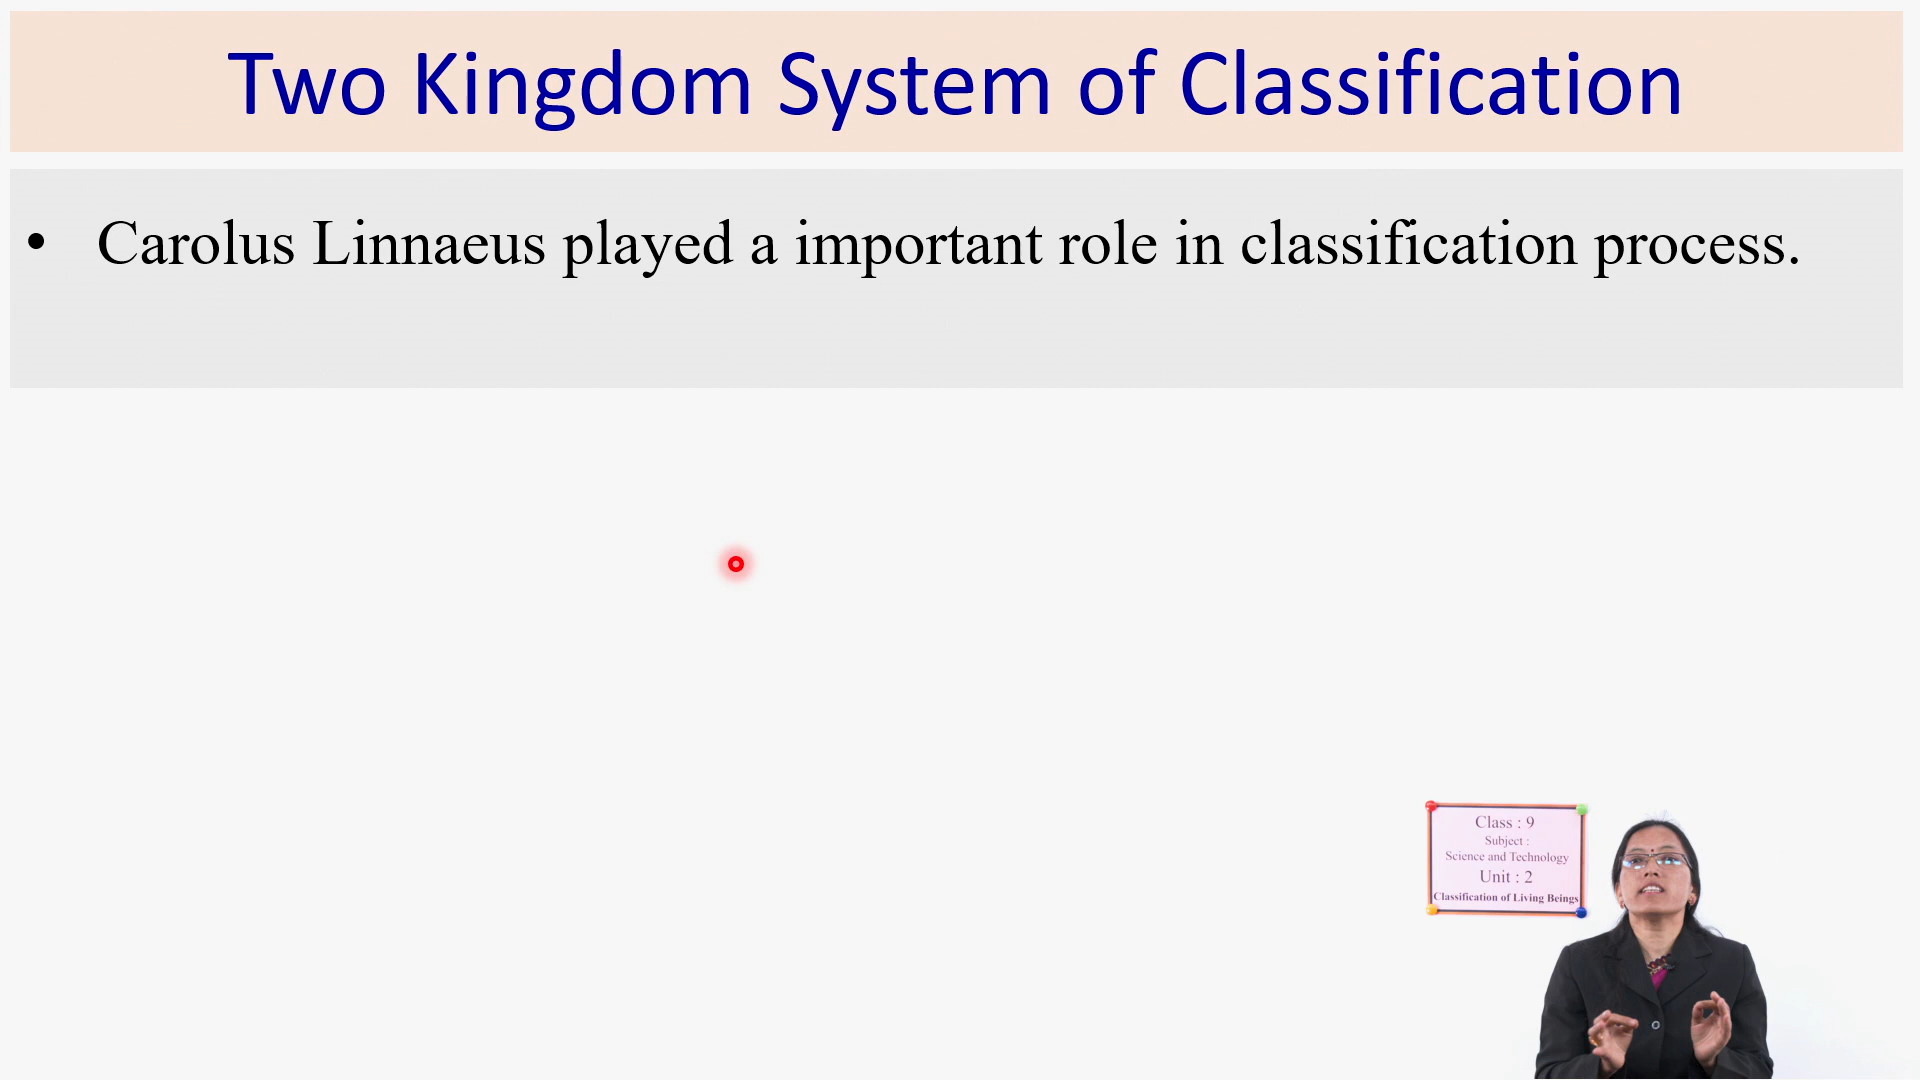 Two Kingdom System of Classification
• Carolus Linnaeus played a important role in classification process.
Class : 9
Subject :
Science and Technology
Unit : 2
Classification of Living Beings